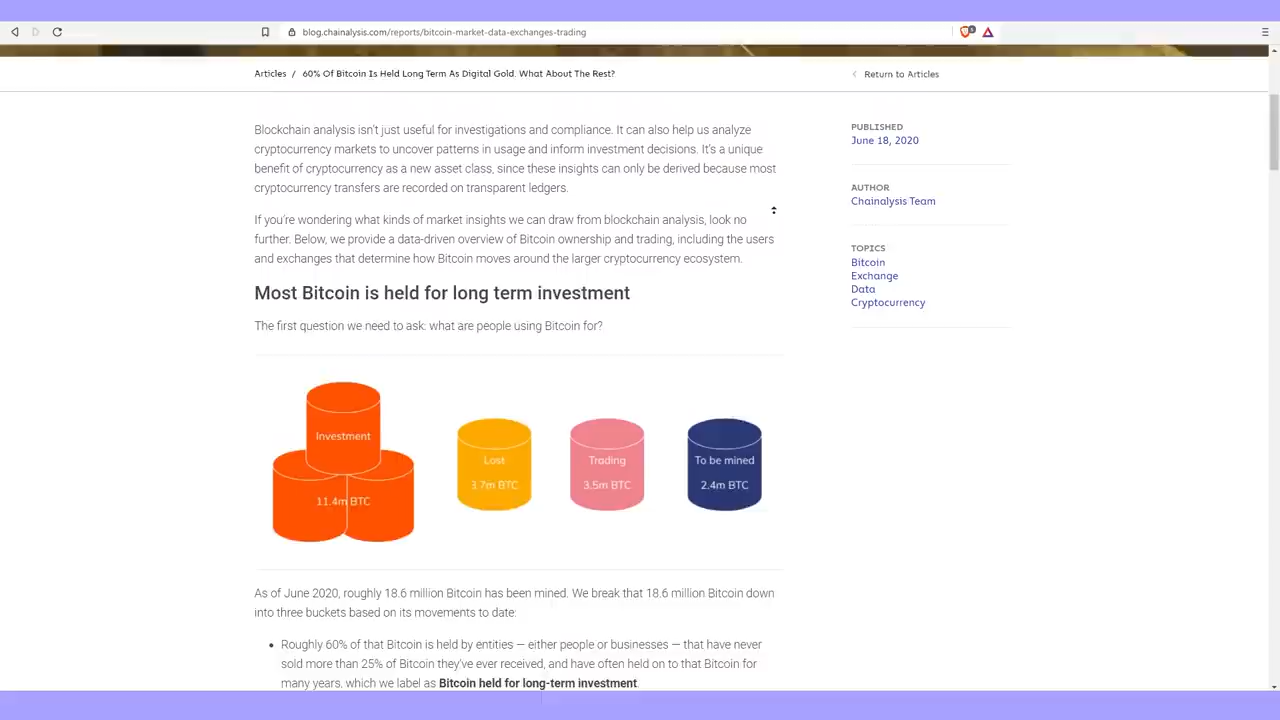 blog.chainalysis.com/reports/bitcoin-market-data-exchanges-trading
Articles / 60% Of Bitcoin Is Held Long Term As Digital Gold. What About The Rest?
Return to Articles
Blockchain analysis isn't just useful for investigations and compliance. It can also help us analyze
cryptocurrency markets to uncover patterns in usage and inform investment decisions. It's a unique
benefit of cryptocurrency as a new asset class, since these insights can only be derived because most
cryptocurrency transfers are recorded on transparent ledgers.
If you're wondering what kinds of market insights we can draw from blockchain analysis, look no
further. Below, we provide a data-driven overview of Bitcoin ownership and trading, including the users
and exchanges that determine how Bitcoin moves around the larger cryptocurrency ecosystem.
PUBLISHED
June 18, 2020
AUTHOR
Chainalysis Team
TOPICS
Bitcoin
Exchange
Data
Cryptocurrency
Most Bitcoin is held for long term investment
The first question we need to ask: what are people using Bitcoin for?
Investment
11.4m BTC
Lost
3.7m BTC
Trading
3.5m BTC
To be mined
2.4m BTC
As of June 2020, roughly 18.6 million Bitcoin has been mined. We break that 18.6 million Bitcoin down
into three buckets based on its movements to date:
• Roughly 60% of that Bitcoin is held by entities — either people or businesses — that have never
sold more than 25% of Bitcoin they've ever received, and have often held on to that Bitcoin for
many years, which we label as Bitcoin held for long-term investment.